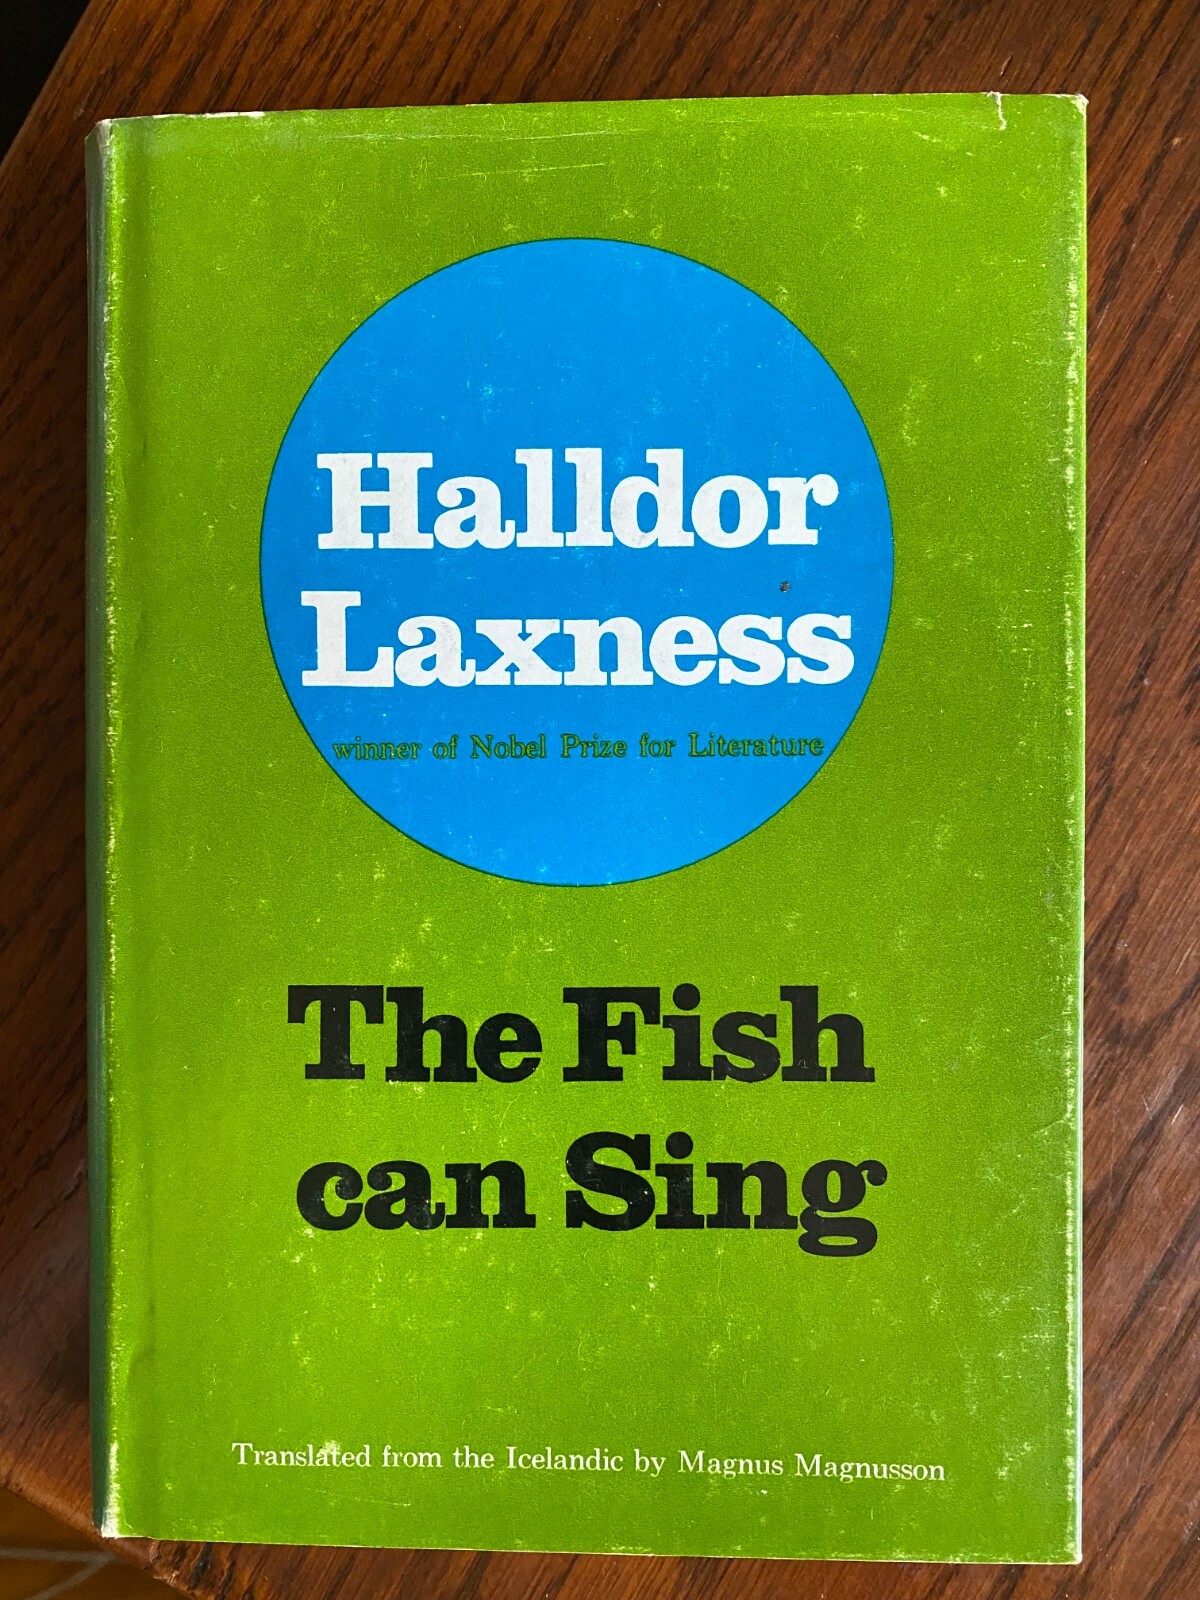 Halldor
Laxness
winner of Nobel Prize for Literature
The Fish
can Sing
Translated from the Icelandic by Magnus Magnusson